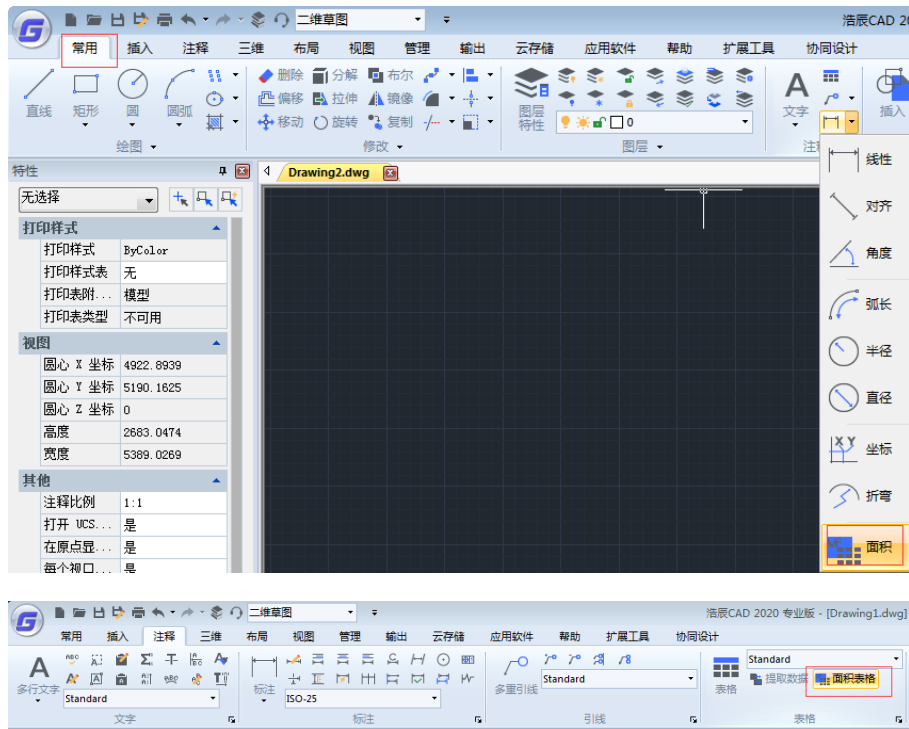 二维草图
浩辰CAD 20
常用 插入 注释 三维 布局 视图 管理 输出 云存储 应用软件 帮助 扩展工具 协同设计
删除 分解 布尔
直线 矩形 圆 圆弧 偏移 拉伸 镜像 图层特性 文字 插入
移动 旋转 复制 0
绘图 修改 图层
特性 Drawing2.dwg
线性
无选择
对齐
打印样式
打印样式 ByColor
角度
打印样式表 无
打印表附... 模型
弧长
打印表类型 不可用
视图
半径
圆心 X 坐标 4922.8939
圆心 Y 坐标 5190.1625
直径
圆心 Z 坐标 0
高度 2683.0474
坐标
宽度 5389.0269
其他
折弯
注释比例 1:1
打开 UCS... 是
在原点显... 是
面积
每个视口... 是
二维草图 浩辰CAD 2020 专业版 - [Drawing1.dwg]
常用 插入 注释 三维 布局 视图 管理 输出 云存储 应用软件 帮助 扩展工具 协同设计
Standard
多行文字 标注 多重引线 Standard 表格 提取数据 面积表格
Standard ISO-25
文字 标注 引线 表格